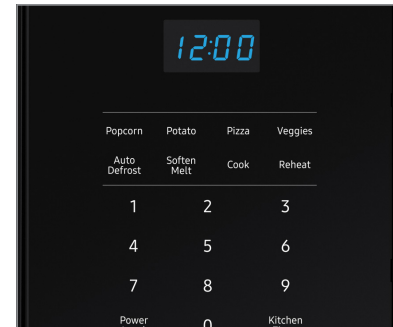 12:00
Popcorn Potato Pizza Veggies
Auto Defrost Soften Melt Cook Reheat
1 2 3
4 5 6
7 8 9
Power 0 Kitchen